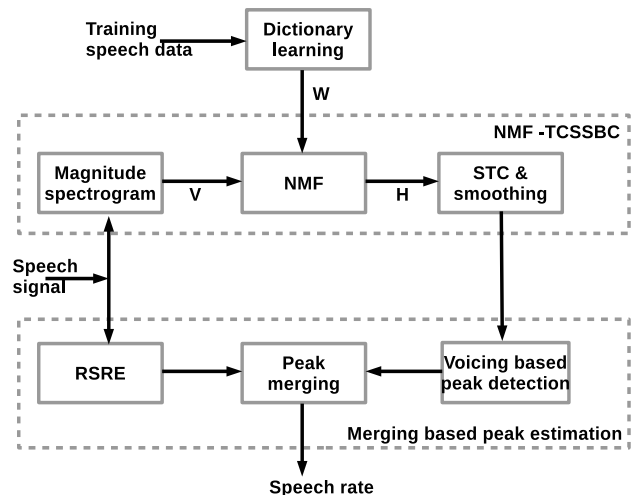 Training
speech data
Dictionary
learning
W
NMF -TCSSBC
Magnitude
spectrogram
V
NMF
H
STC &
smoothing
Speech
signal
RSRE
Peak
merging
Voicing based
peak detection
Merging based peak estimation
Speech rate